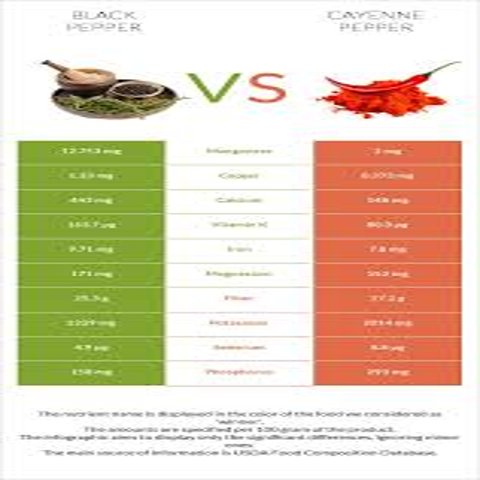 BLACK PEPPER
CAYENNE PEPPER
VS
12.753 mg Manganese 2 mg
1.33 mg Copper 0.373 mg
443 mg Calcium 148 mg
163.7 µg Vitamin K 80.3 µg
9.71 mg Iron 7.8 mg
171 mg Magnesium 152 mg
25.3 g Fiber 27.2 g
1329 mg Potassium 2014 mg
4.9 µg Selenium 8.8 µg
158 mg Phosphorus 293 mg
The nutrient name is displayed in the color of the food we considered as
'winner'.
The amounts are specified per 100 gram of the product.
The infographic aims to display only the significant differences, ignoring minor
ones.
The main source of information is USDA Food Composition Database.